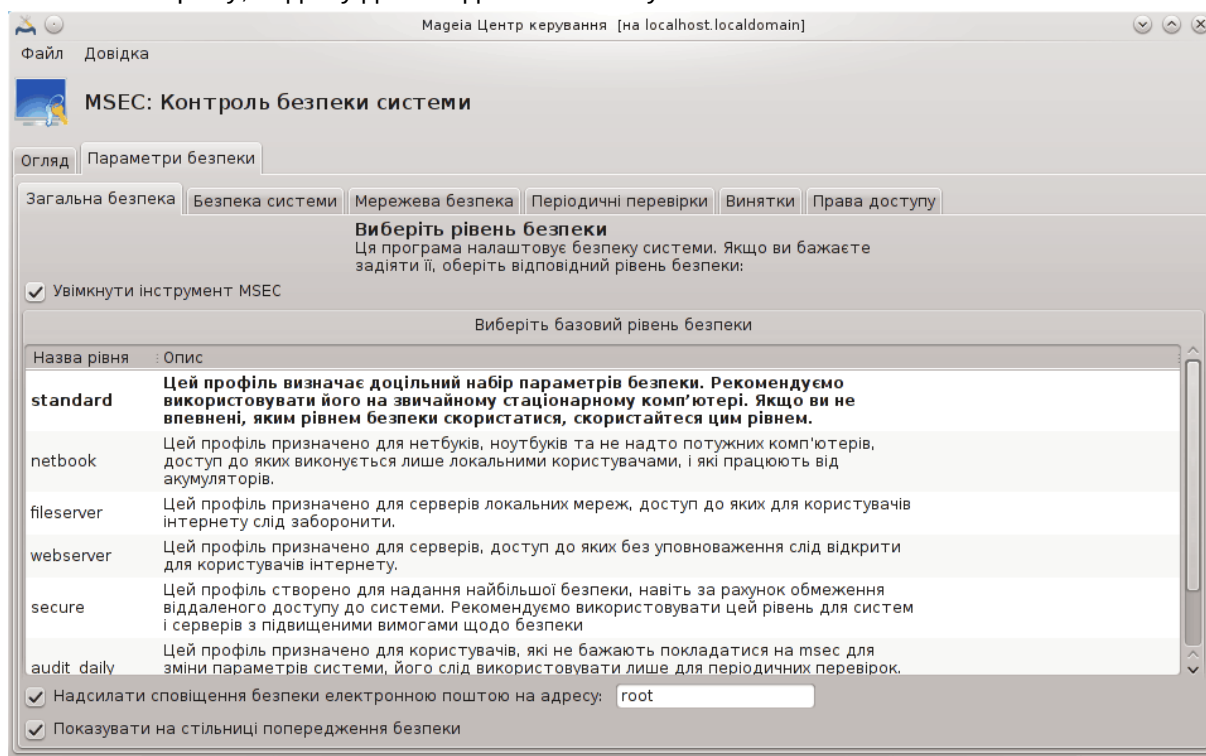 Mageia Центр керування [на localhost.localdomain]
Файл Довідка
MSEC: Контроль безпеки системи
Огляд Параметри безпеки
Загальна безпека Безпека системи Мережева безпека Періодичні перевірки Винятки Права доступу
Виберіть рівень безпеки
Ця програма налаштовує безпеку системи. Якщо ви бажаєте
задіяти її, оберіть відповідний рівень безпеки:
Увімкнути інструмент MSEC
Виберіть базовий рівень безпеки
Назва рівня Опис
standard Цей профіль визначає доцільний набір параметрів безпеки. Рекомендуємо
використовувати його на звичайному стаціонарному комп’ютері. Якщо ви не
впевнені, яким рівнем безпеки скористатися, скористайтеся цим рівнем.
netbook Цей профіль призначено для нетбуків, ноутбуків та не надто потужних комп'ютерів,
доступ до яких виконується лише локальними користувачами, і які працюють від
акумуляторів.
fileserver Цей профіль призначено для серверів локальних мереж, доступ до яких для користувачів
інтернету слід заборонити.
webserver Цей профіль призначено для серверів, доступ до яких без уповноваження слід відкрити
для користувачів інтернету.
secure Цей профіль створено для надання найбільшої безпеки, навіть за рахунок обмеження
віддаленого доступу до системи. Рекомендуємо використовувати цей рівень для систем
і серверів з підвищеними вимогами щодо безпеки
audit_daily Цей профіль призначено для користувачів, які не бажають покладатися на msec для
зміни параметрів системи, його слід використовувати лише для періодичних перевірок.
Надсилати сповіщення безпеки електронною поштою на адресу: root
Показувати на стільниці попередження безпеки